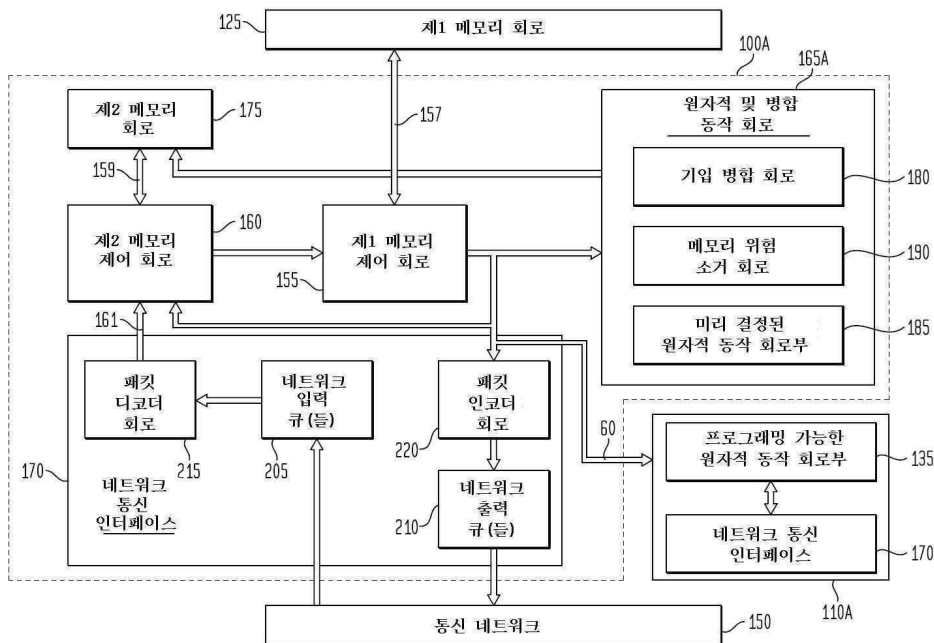 125
제1 메모리 회로
100A
165A
제2 메모리
회로
175
157
원자적 및 병합
동작 회로
159
기입 병합 회로
180
제2 메모리
제어 회로
160
제1 메모리
제어 회로
155
메모리 위험
소거 회로
190
161
미리 결정된
원자적 동작 회로부
185
패킷
디코더
회로
215
네트워크
입력
큐(들)
205
패킷
인코더
회로
220
60
프로그래밍 가능한
원자적 동작 회로부
135
170
네트워크
통신
인터페이스
210
네트워크
출력
큐(들)
네트워크 통신
인터페이스
170
110A
통신 네트워크
150